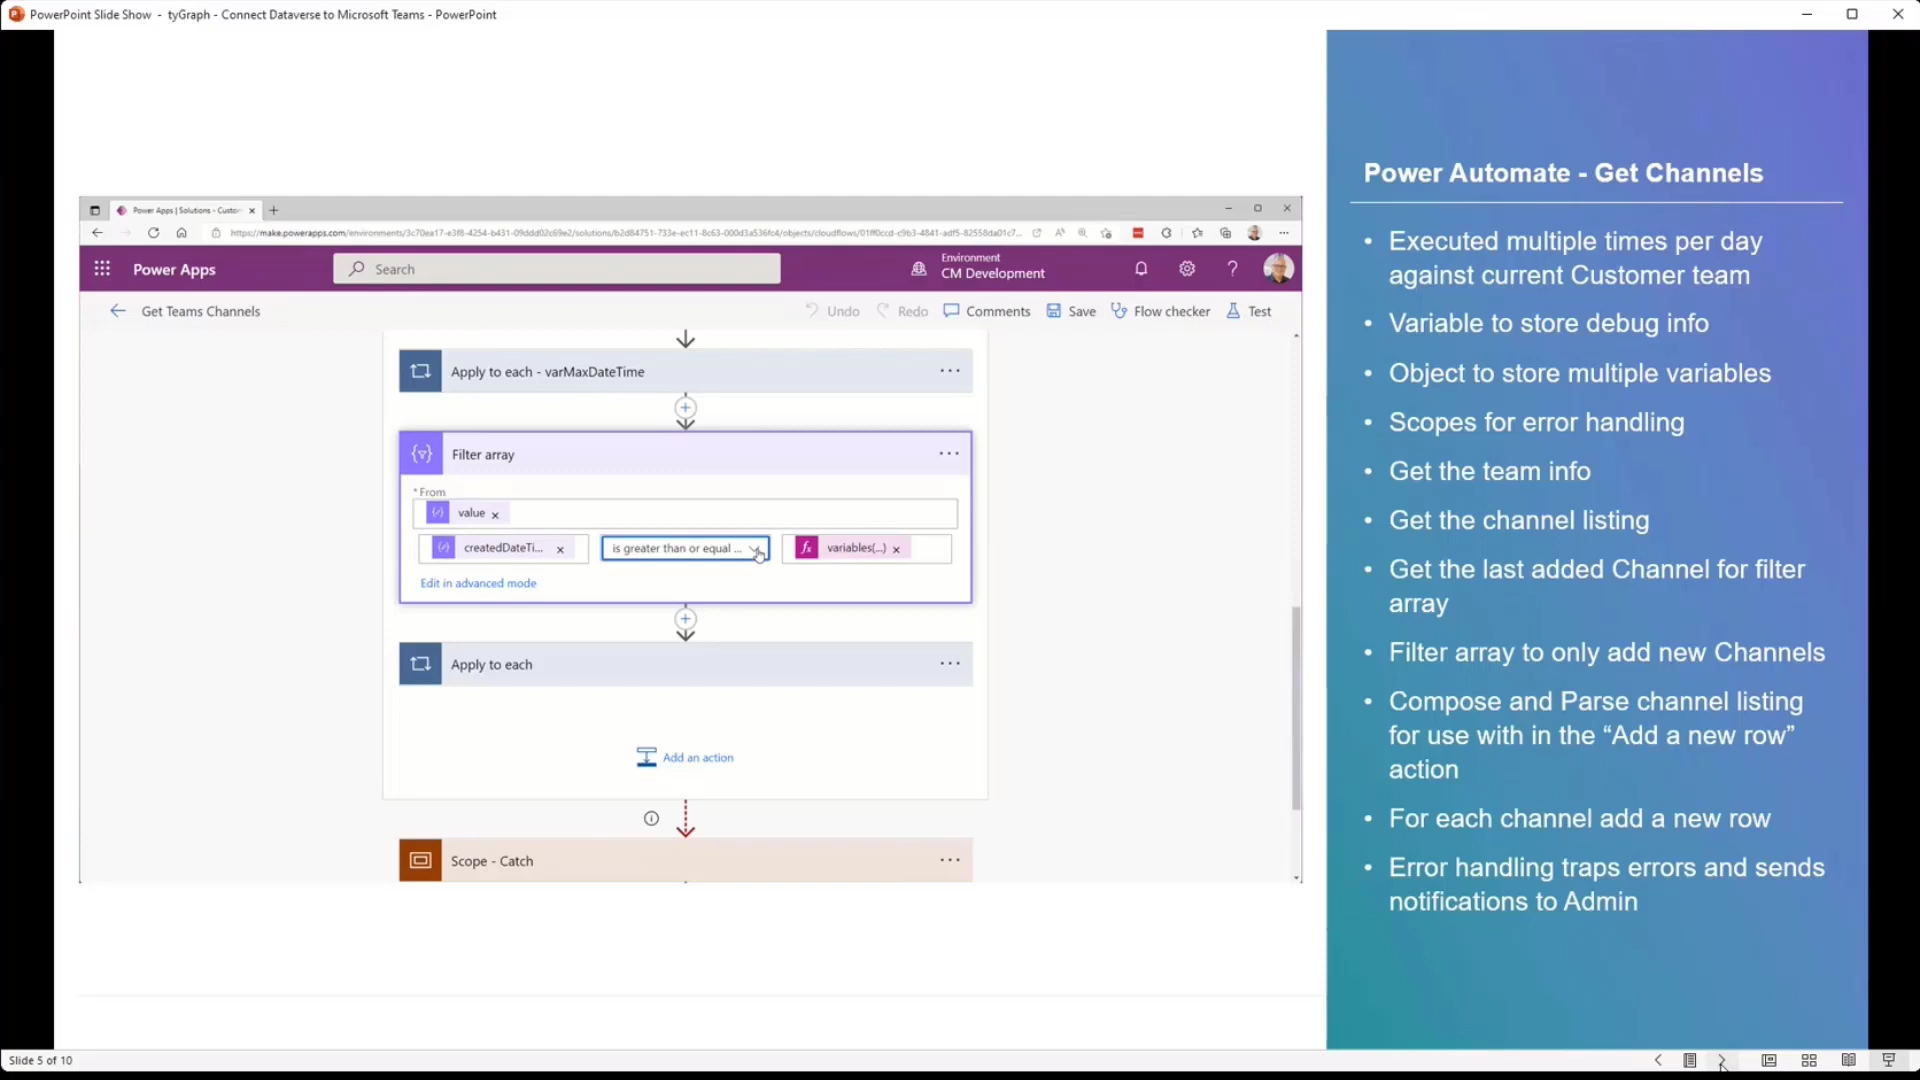 PowerPoint Slide Show - tyGraph - Connect Dataverse to Microsoft Teams - PowerPoint
Power Apps | Solutions - Custor
Power Apps
Search
Environment
CM Development
Get Teams Channels
Undo
Redo
Comments
Save
Flow checker
Test
Apply to each - varMaxDateTime
Filter array
* From
value
createdDateTi...
is greater than or equal ...
fx
variables(...)
Edit in advanced mode
Apply to each
Add an action
Scope - Catch
Power Automate - Get Channels
• Executed multiple times per day
against current Customer team
• Variable to store debug info
• Object to store multiple variables
• Scopes for error handling
• Get the team info
• Get the channel listing
• Get the last added Channel for filter
array
• Filter array to only add new Channels
• Compose and Parse channel listing
for use with in the “Add a new row”
action
• For each channel add a new row
• Error handling traps errors and sends
notifications to Admin
Slide 5 of 10